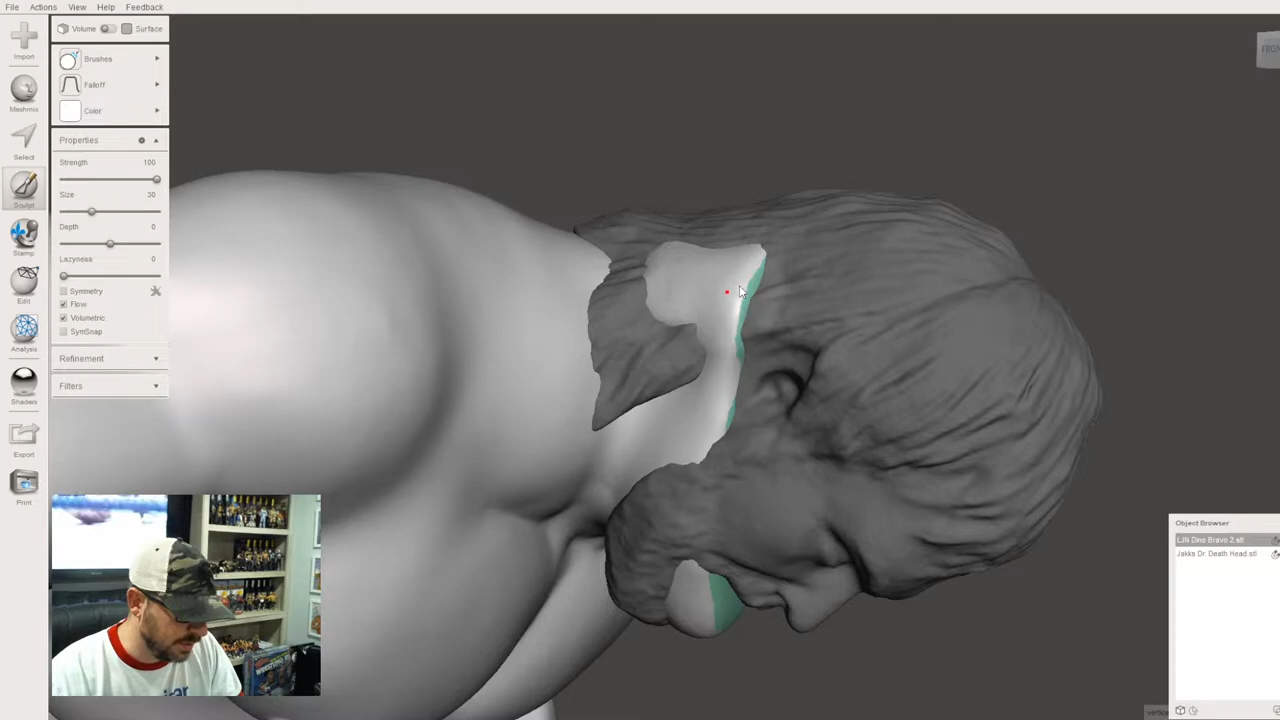 File Actions View Help Feedback
Import
Meshmix
Select
Sculpt
Stamp
Edit
Analysis
Shaders
Export
Print
Volume Surface
Brushes
Falloff
Color
Properties
Strength 100
Size 30
Depth 0
Lazyness 0
Symmetry
Flow
Volumetric
SymSnap
Refinement
Filters
FRON
Object Browser
LJN Dino Bravo 2.stl
Jakks Dr. Death Head.stl